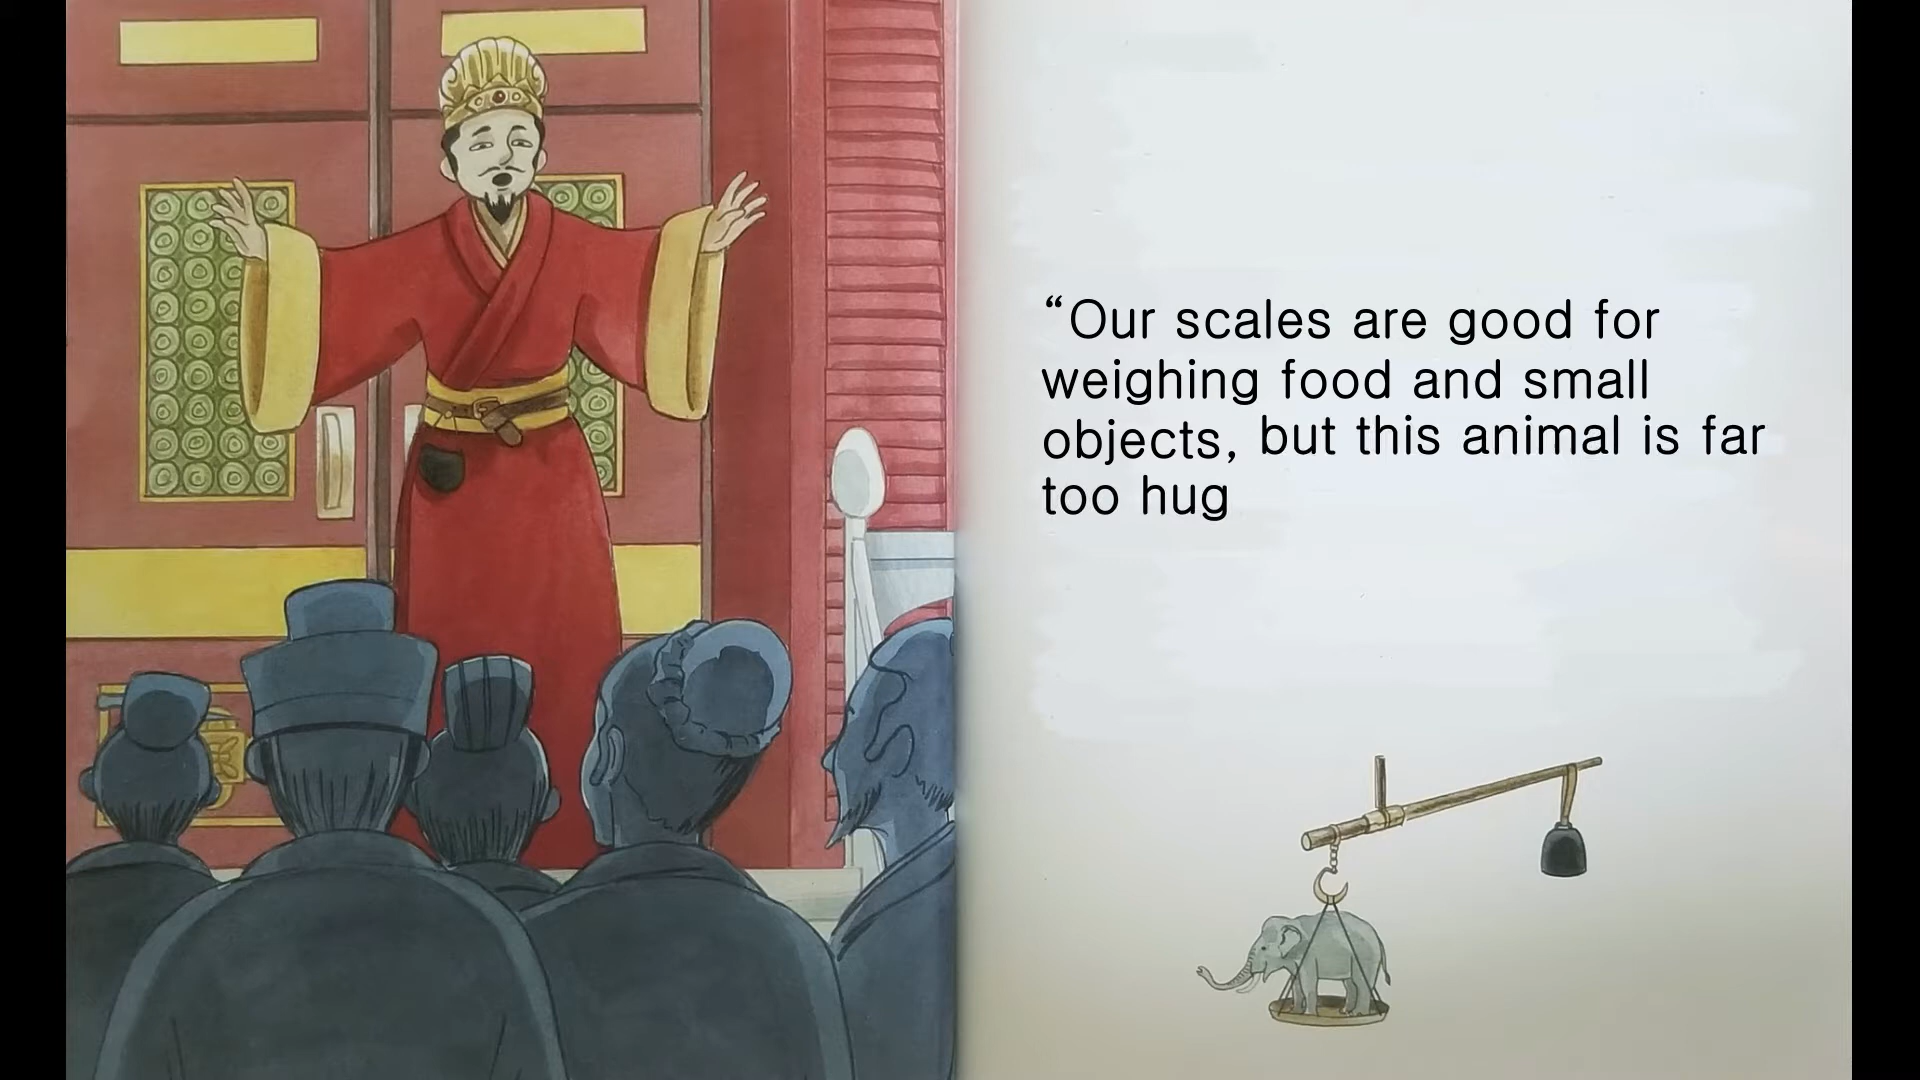 “Our scales are good for
weighing food and small
objects, but this animal is far
too hug